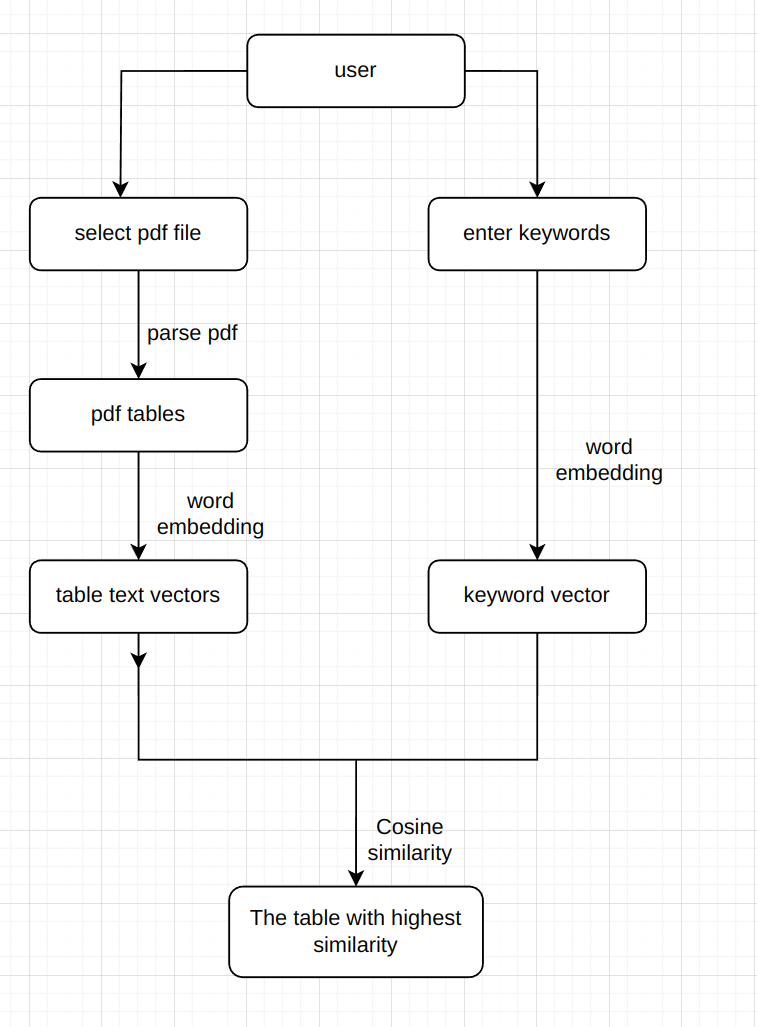 user
select pdf file
enter keywords
parse pdf
pdf tables
word
embedding
word
embedding
table text vectors
keyword vector
Cosine
similarity
The table with highest
similarity